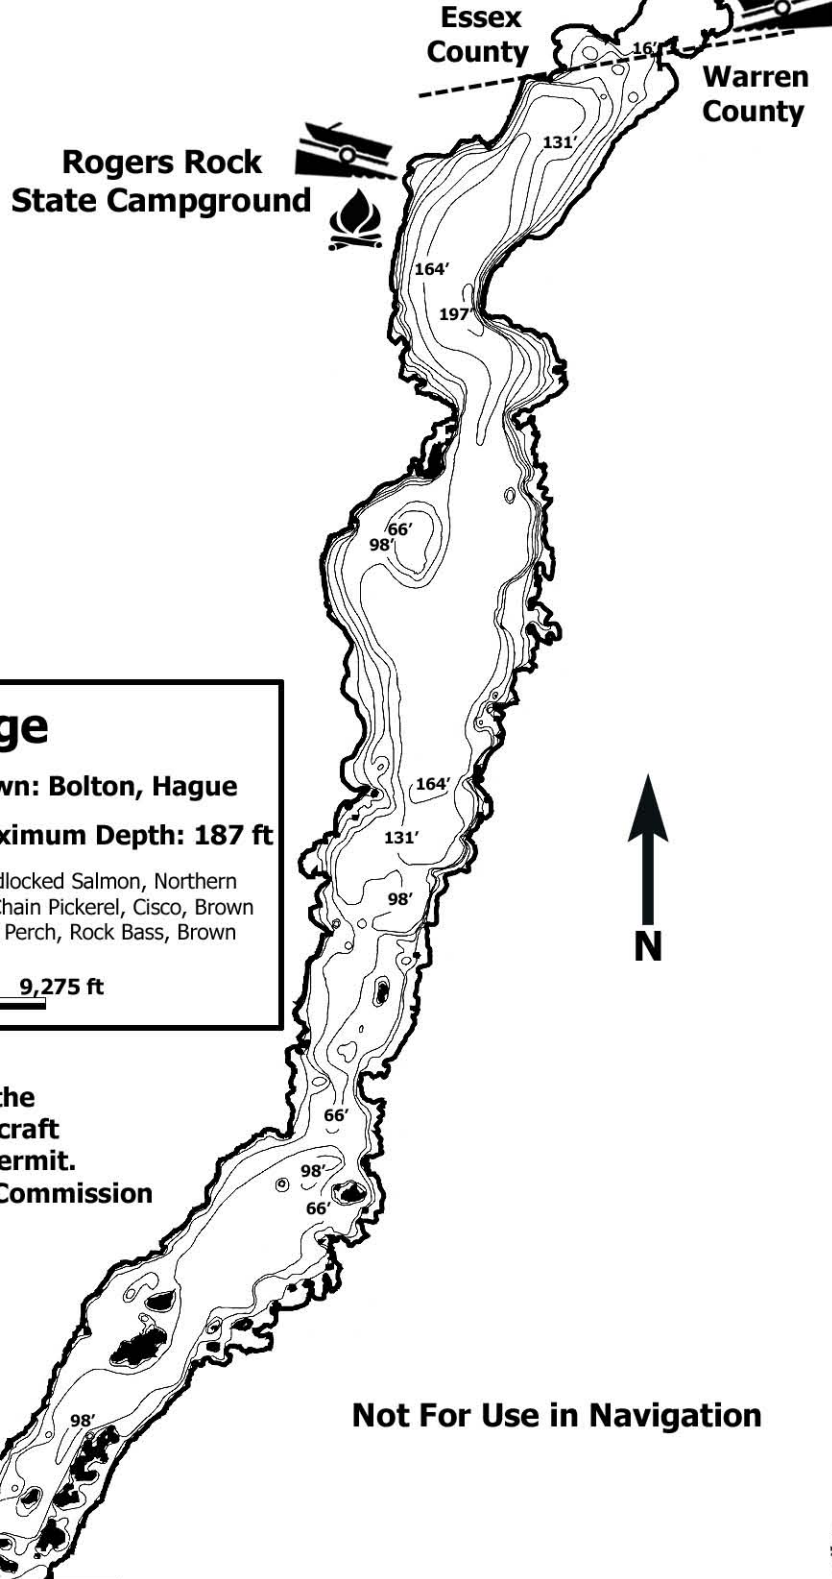 Essex
County
16'
Warren
County
131'
Rogers Rock
State Campground
164'
197'
66'
98'
ge
wn: Bolton, Hague
ximum Depth: 187 ft
dlocked Salmon, Northern
Chain Pickerel, Cisco, Brown
Perch, Rock Bass, Brown
9,275 ft
164'
131'
98'
N
the
craft
ermit.
Commission
66'
98'
66'
Not For Use in Navigation
98'